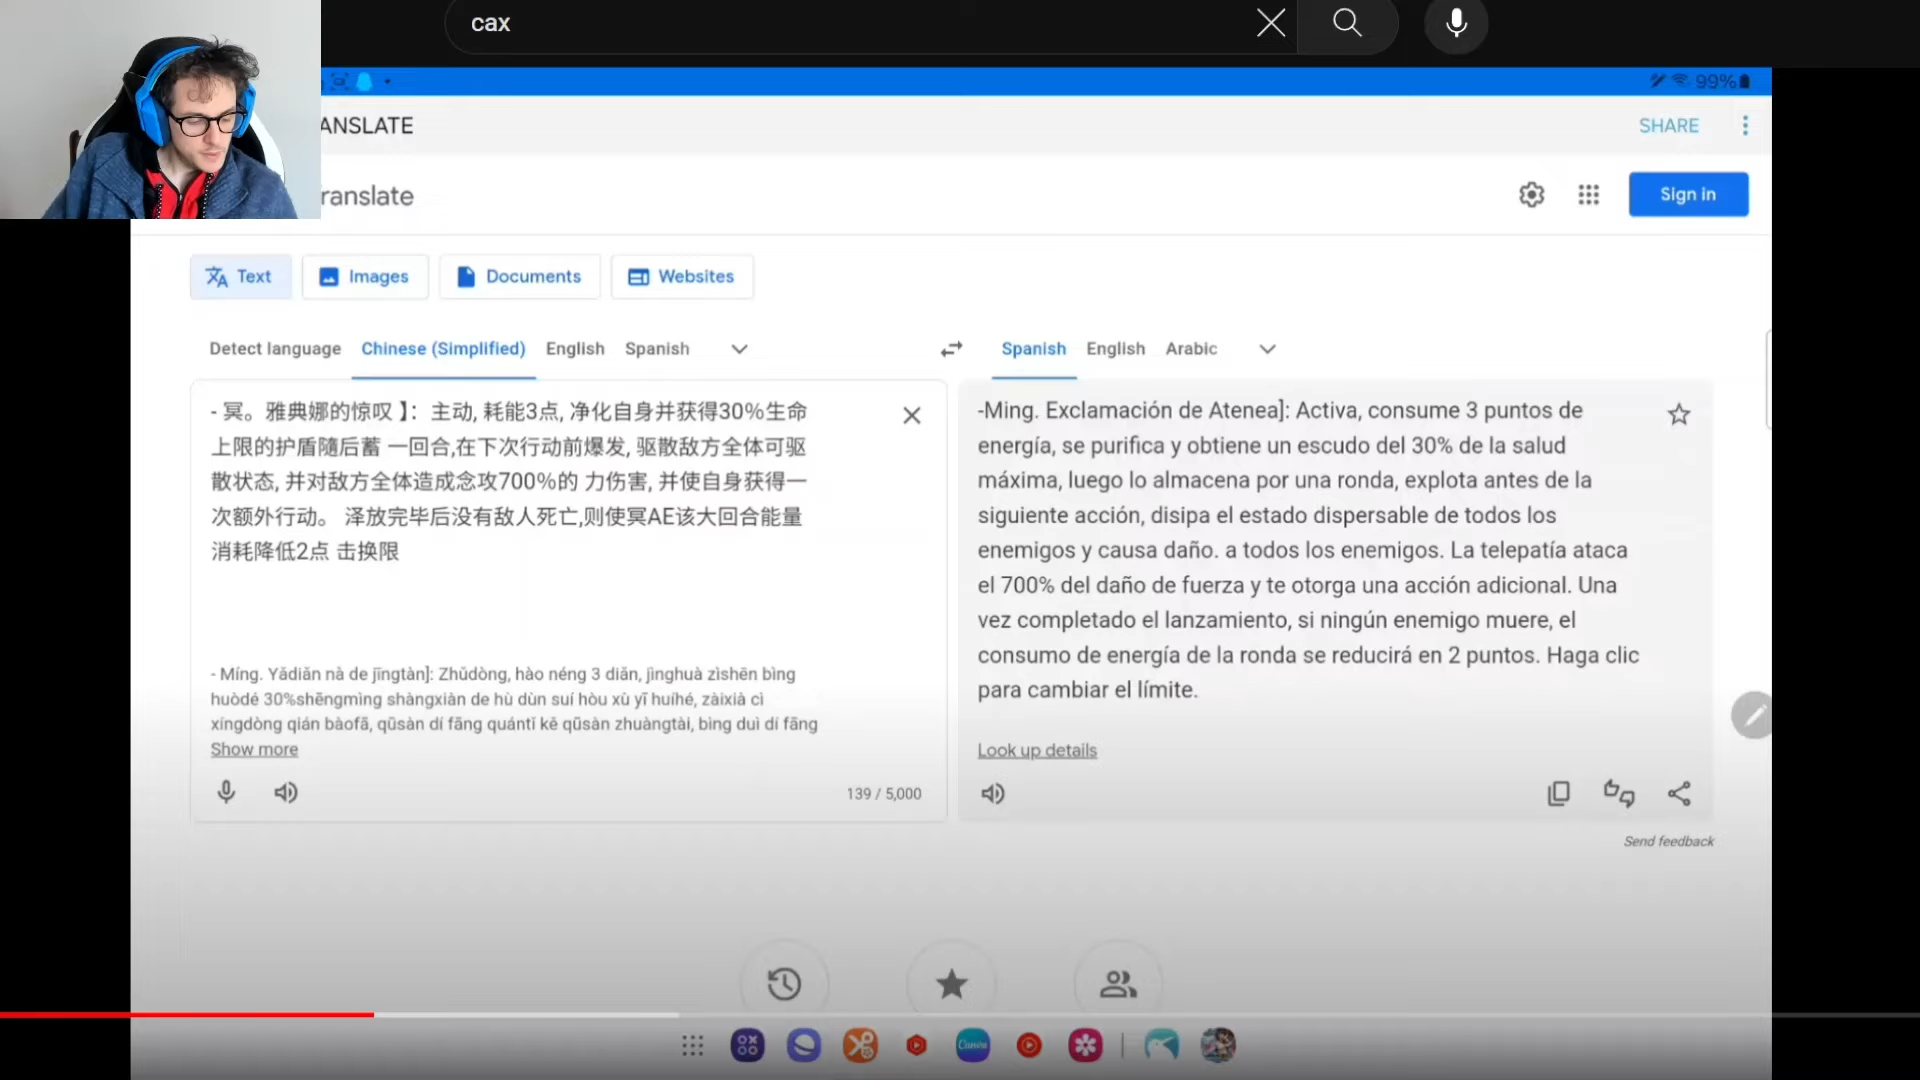 cax
99%
ANSLATE
SHARE
ranslate
Sign in
Text
Images
Documents
Websites
Detect language
Chinese (Simplified)
English
Spanish
Spanish
English
Arabic
- 冥。雅典娜的惊叹】：主动, 耗能3点, 净化自身并获得30%生命
上限的护盾隨后蓄 一回合,在下次行动前爆发, 驱散敌方全体可驱
散状态, 并对敌方全体造成念攻700%的 力伤害, 并使自身获得一
次额外行动。 泽放完毕后没有敌人死亡,则使冥AE该大回合能量
消耗降低2点 击换限
- Míng. Yǎdiǎn nà de jīngtàn]: Zhǔdòng, hào néng 3 diǎn, jìnghuà zìshēn bìng
huòdé 30%shēngmìng shàngxiàn de hù dùn suí hòu xù yī huíhé, zàixià cì
xíngdòng qián bàofā, qūsàn dí fāng quántǐ kě qūsàn zhuàngtài, bìng duì dí fāng
Show more
139 / 5,000
-Ming. Exclamación de Atenea]: Activa, consume 3 puntos de
energía, se purifica y obtiene un escudo del 30% de la salud
máxima, luego lo almacena por una ronda, explota antes de la
siguiente acción, disipa el estado dispersable de todos los
enemigos y causa daño. a todos los enemigos. La telepatía ataca
el 700% del daño de fuerza y te otorga una acción adicional. Una
vez completado el lanzamiento, si ningún enemigo muere, el
consumo de energía de la ronda se reducirá en 2 puntos. Haga clic
para cambiar el límite.
Look up details
Send feedback
Canva